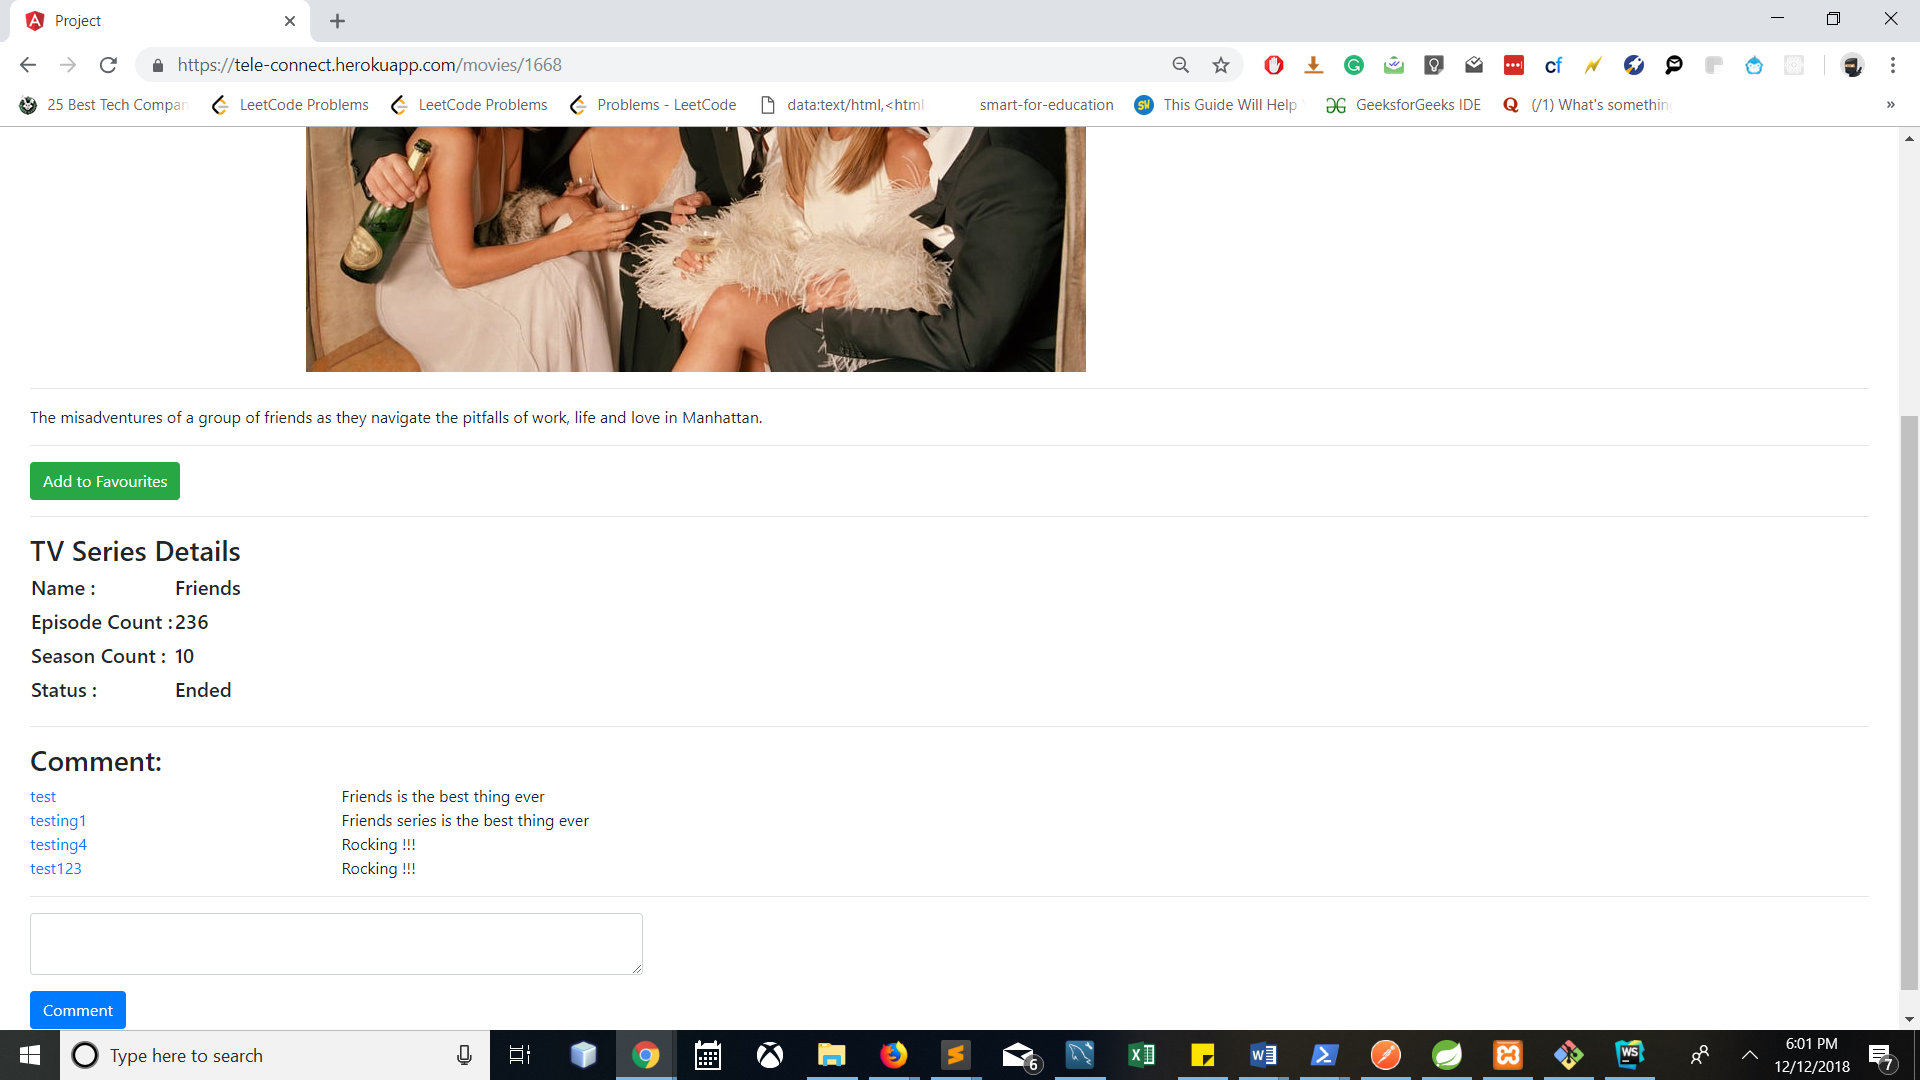 Project
https://tele-connect.herokuapp.com/movies/1668
25 Best Tech Compan LeetCode Problems LeetCode Problems Problems - LeetCode data:text/html,<html smart-for-education This Guide Will Help GeeksforGeeks IDE (/1) What's somethin
The misadventures of a group of friends as they navigate the pitfalls of work, life and love in Manhattan.
Add to Favourites
TV Series Details
Name : Friends
Episode Count : 236
Season Count : 10
Status : Ended
Comment:
test Friends is the best thing ever
testing1 Friends series is the best thing ever
testing4 Rocking !!!
test123 Rocking !!!
Comment
Type here to search
6
6:01 PM
12/12/2018
7